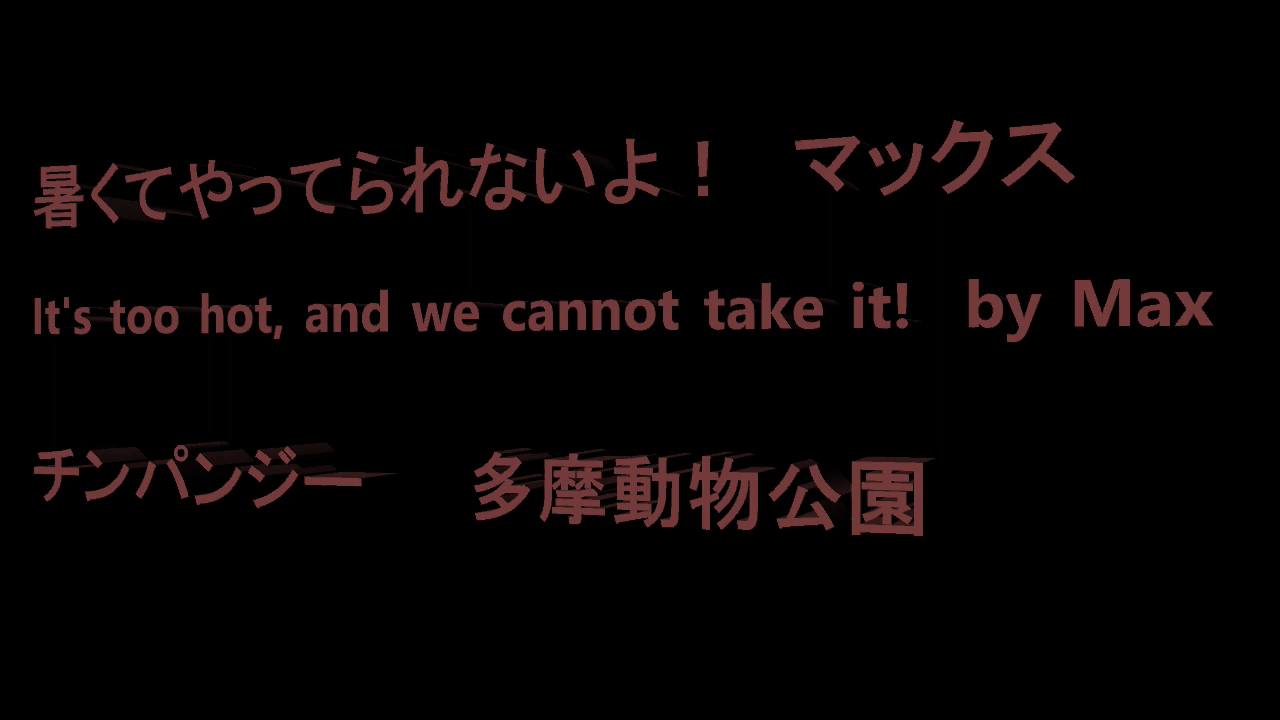 暑くてやってられないよ！　マックス
It's too hot, and we cannot take it!　by Max
チンパンジー　　多摩動物公園